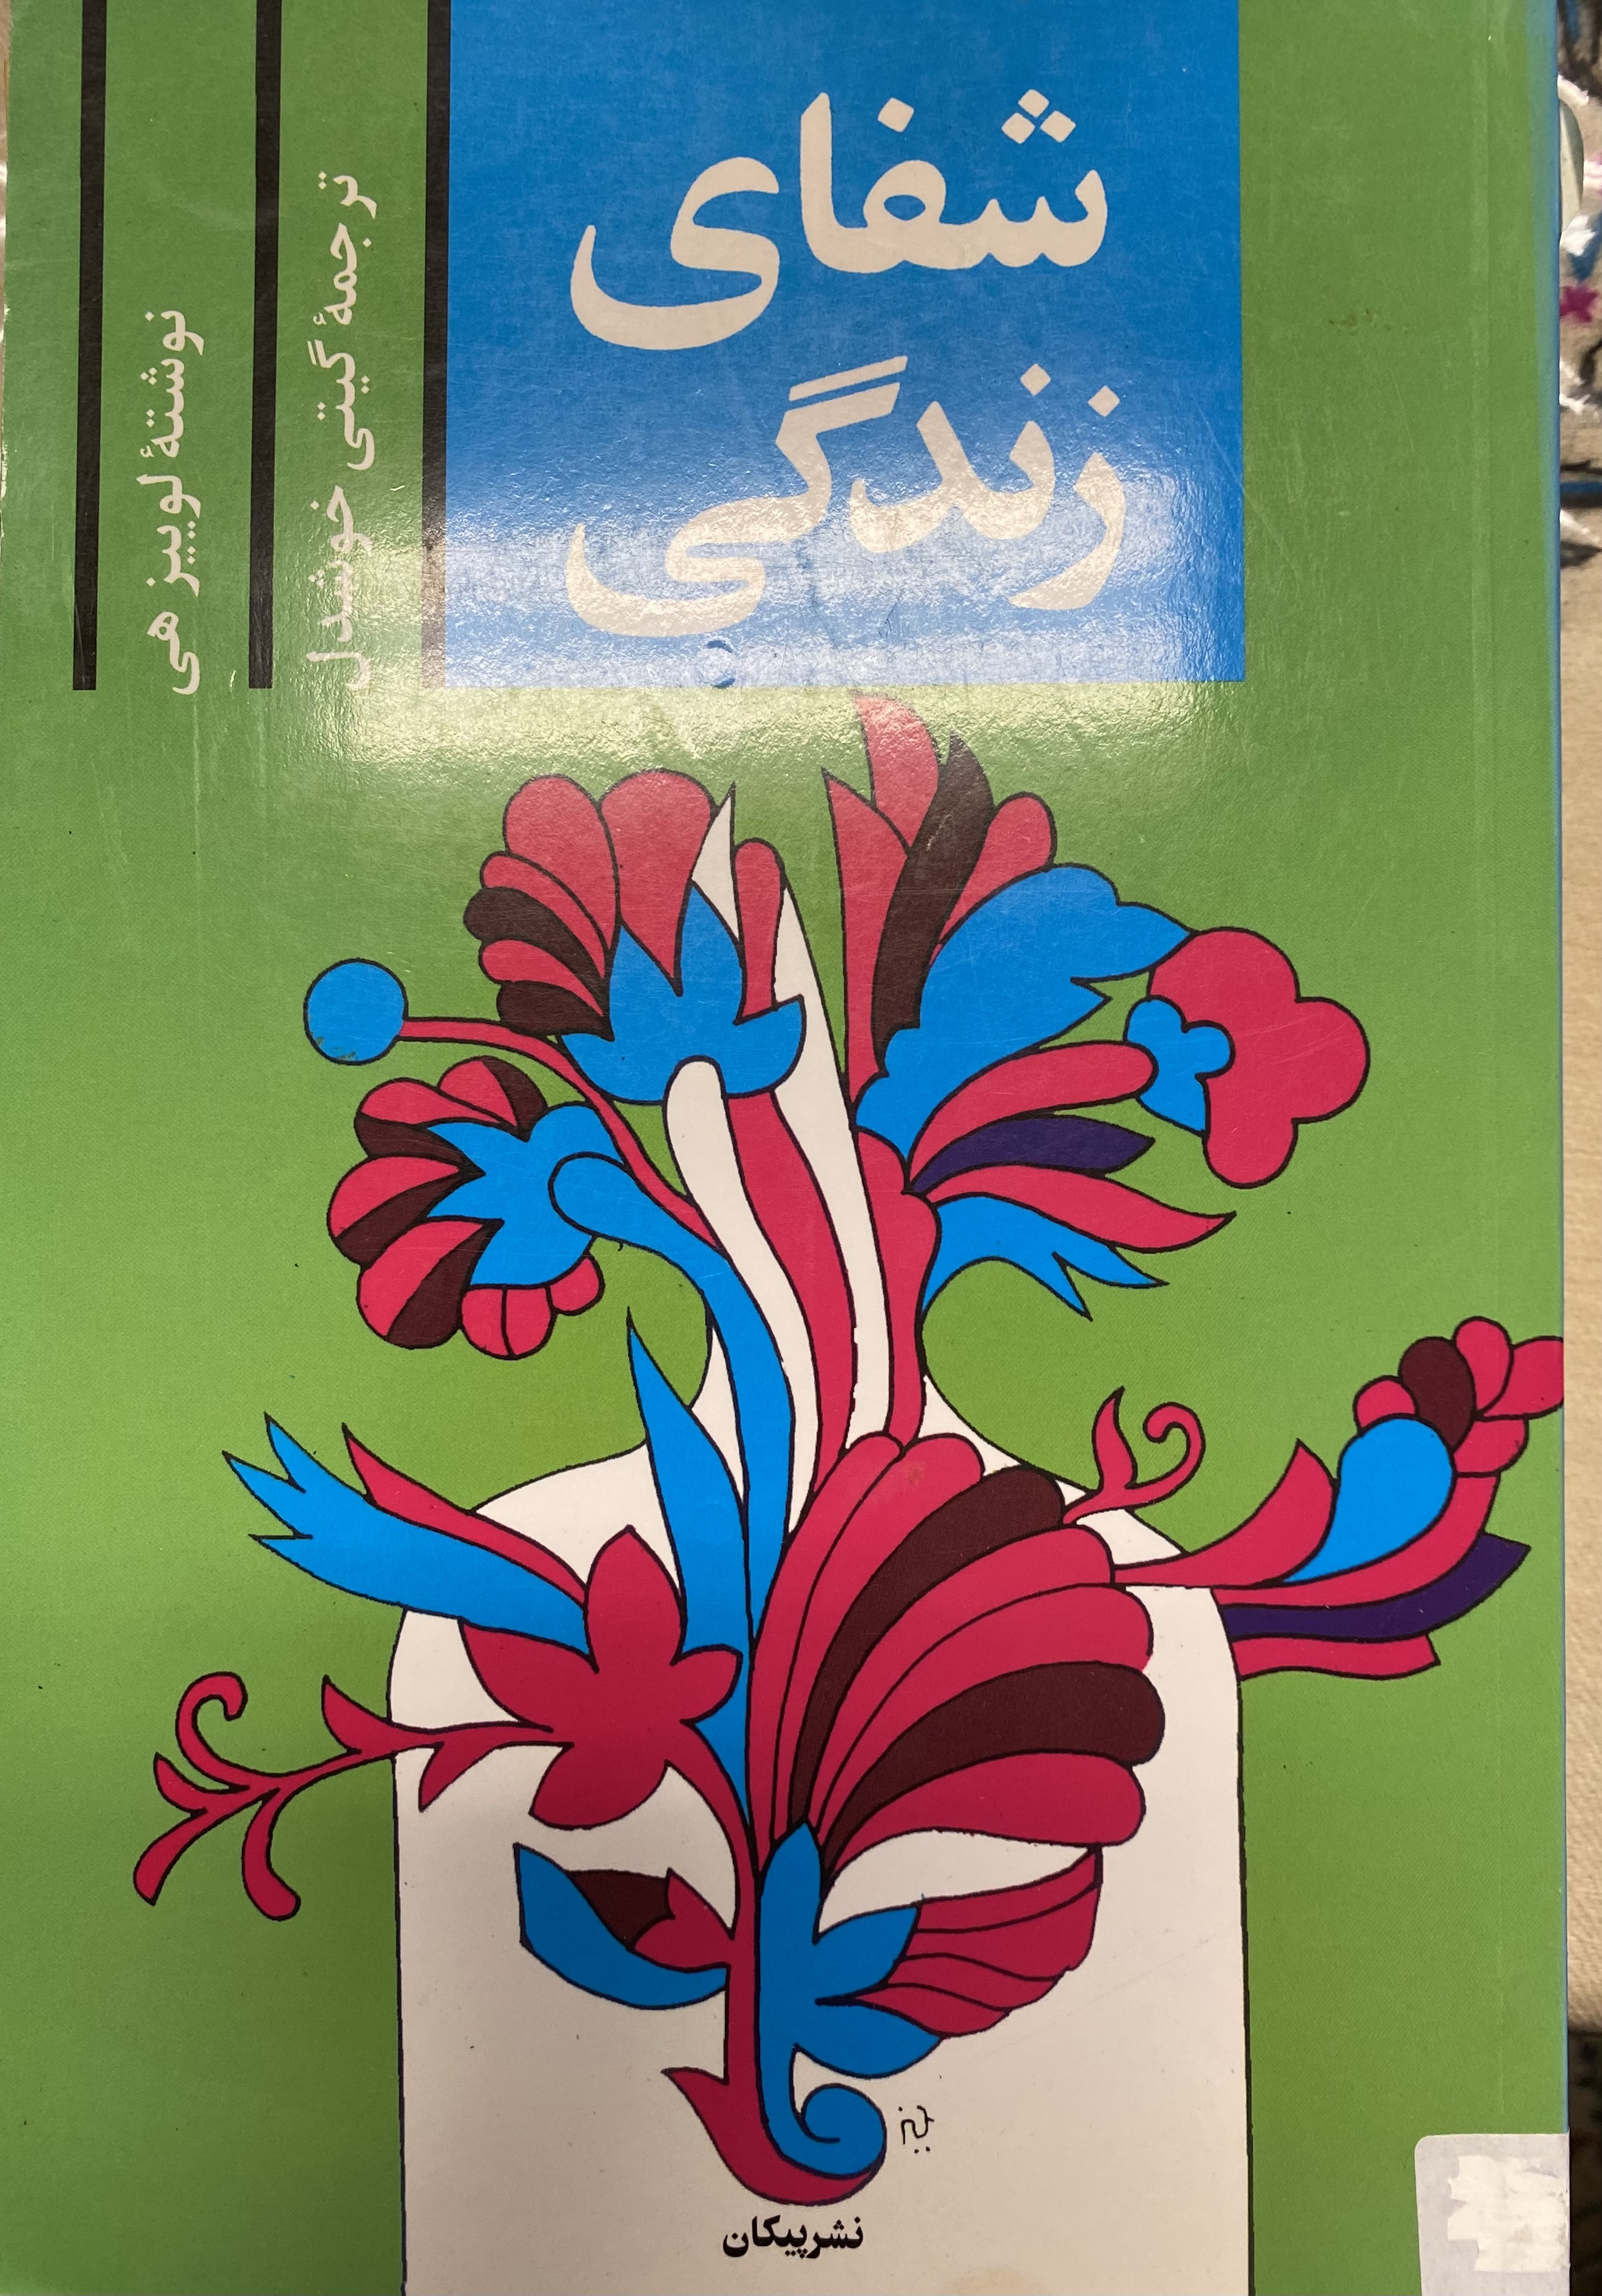 شفای
زندگی
ترجمهٔ گیتی خوشدل
نوشتهٔ لوییز هی
نشرپیکان